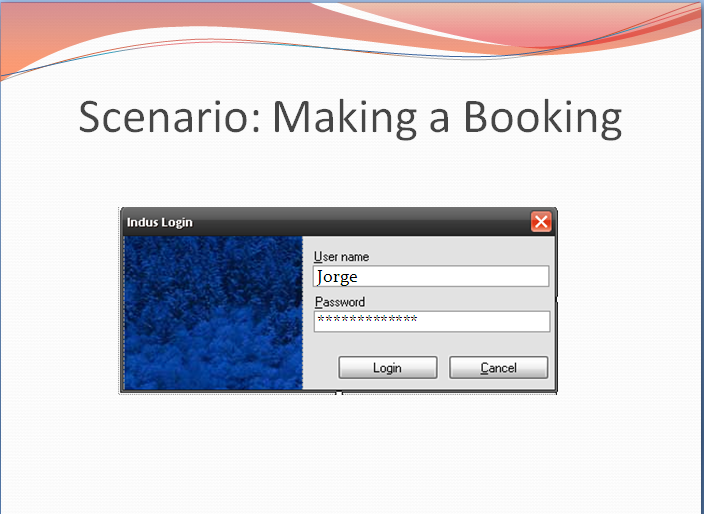 Scenario: Making a Booking
Indus Login
User name
Jorge
Password
*************
Login
Cancel